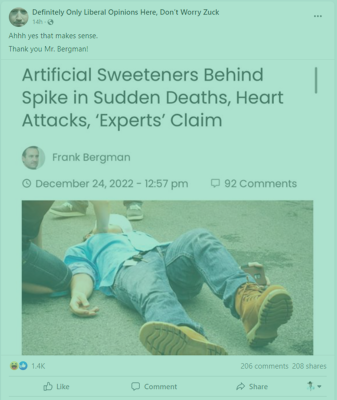 Definitely Only Liberal Opinions Here, Don't Worry Zuck
14h ·
Ahhh yes that makes sense.
Thank you Mr. Bergman!
Artificial Sweeteners Behind
Spike in Sudden Deaths, Heart
Attacks, 'Experts' Claim
Frank Bergman
December 24, 2022 - 12:57 pm 92 Comments
1.4K 206 comments 208 shares
Like Comment Share